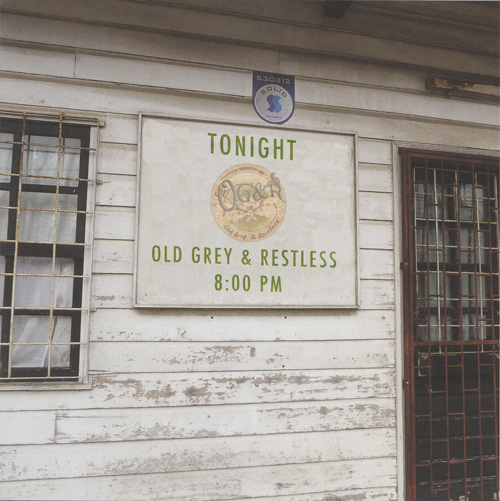 530312
SOLID
TONIGHT
OG&R
Old Grey & Restless
OLD GREY & RESTLESS
8:00 PM